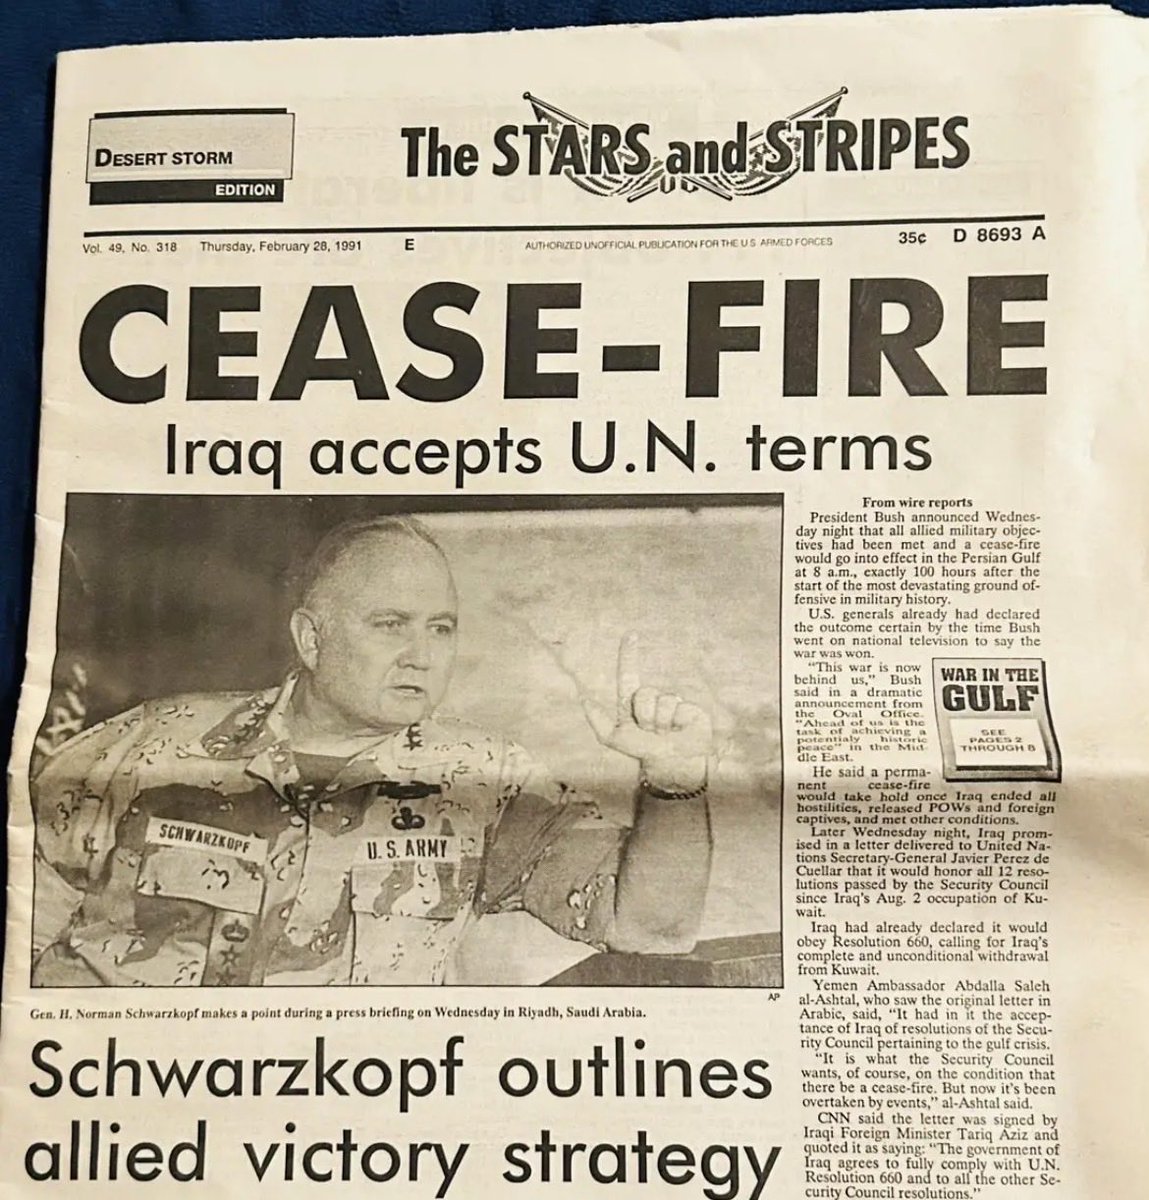 DESERT STORM
EDITION
The STARS and STRIPES
Vol. 49, No. 318 Thursday, February 28, 1991 E AUTHORIZED UNOFFICIAL PUBLICATION FOR THE U.S. ARMED FORCES 35¢ D 8693 A
CEASE-FIRE
Iraq accepts U.N. terms
SCHWARZKOPF
U.S. ARMY
AP
Gen. H. Norman Schwarzkopf makes a point during a press briefing on Wednesday in Riyadh, Saudi Arabia.
Schwarzkopf outlines
allied victory strategy
From wire reports
President Bush announced Wednes-
day night that all allied military objec-
tives had been met and a cease-fire
would go into effect in the Persian Gulf
at 8 a.m., exactly 100 hours after the
start of the most devastating ground of-
fensive in military history.
U.S. generals already had declared
the outcome certain by the time Bush
went on national television to say the
war was won.
"This war is now
behind us," Bush
said in a dramatic
announcement from
the Oval Office.
"Ahead of us is the
task of achieving a
potentialy historic
peace" in the Mid-
dle East.
He said a perma-
nent cease-fire
would take hold once Iraq ended all
hostilities, released POWs and foreign
captives, and met other conditions.
Later Wednesday night, Iraq prom-
ised in a letter delivered to United Na-
tions Secretary-General Javier Perez de
Cuellar that it would honor all 12 reso-
lutions passed by the Security Council
since Iraq's Aug. 2 occupation of Ku-
wait.
Iraq had already declared it would
obey Resolution 660, calling for Iraq's
complete and unconditional withdrawal
from Kuwait.
Yemen Ambassador Abdalla Saleh
al-Ashtal, who saw the original letter in
Arabic, said, "It had in it the accep-
tance of Iraq of resolutions of the Secu-
rity Council pertaining to the gulf crisis.
"It is what the Security Council
wants, of course, on the condition that
there be a cease-fire. But now it's been
overtaken by events," al-Ashtal said.
CNN said the letter was signed by
Iraqi Foreign Minister Tariq Aziz and
quoted it as saying: "The government of
Iraq agrees to fully comply with U.N.
Resolution 660 and to all the other Se-
curity Council resolutions."
WAR IN THE
GULF
SEE
PAGES 2
THROUGH 8